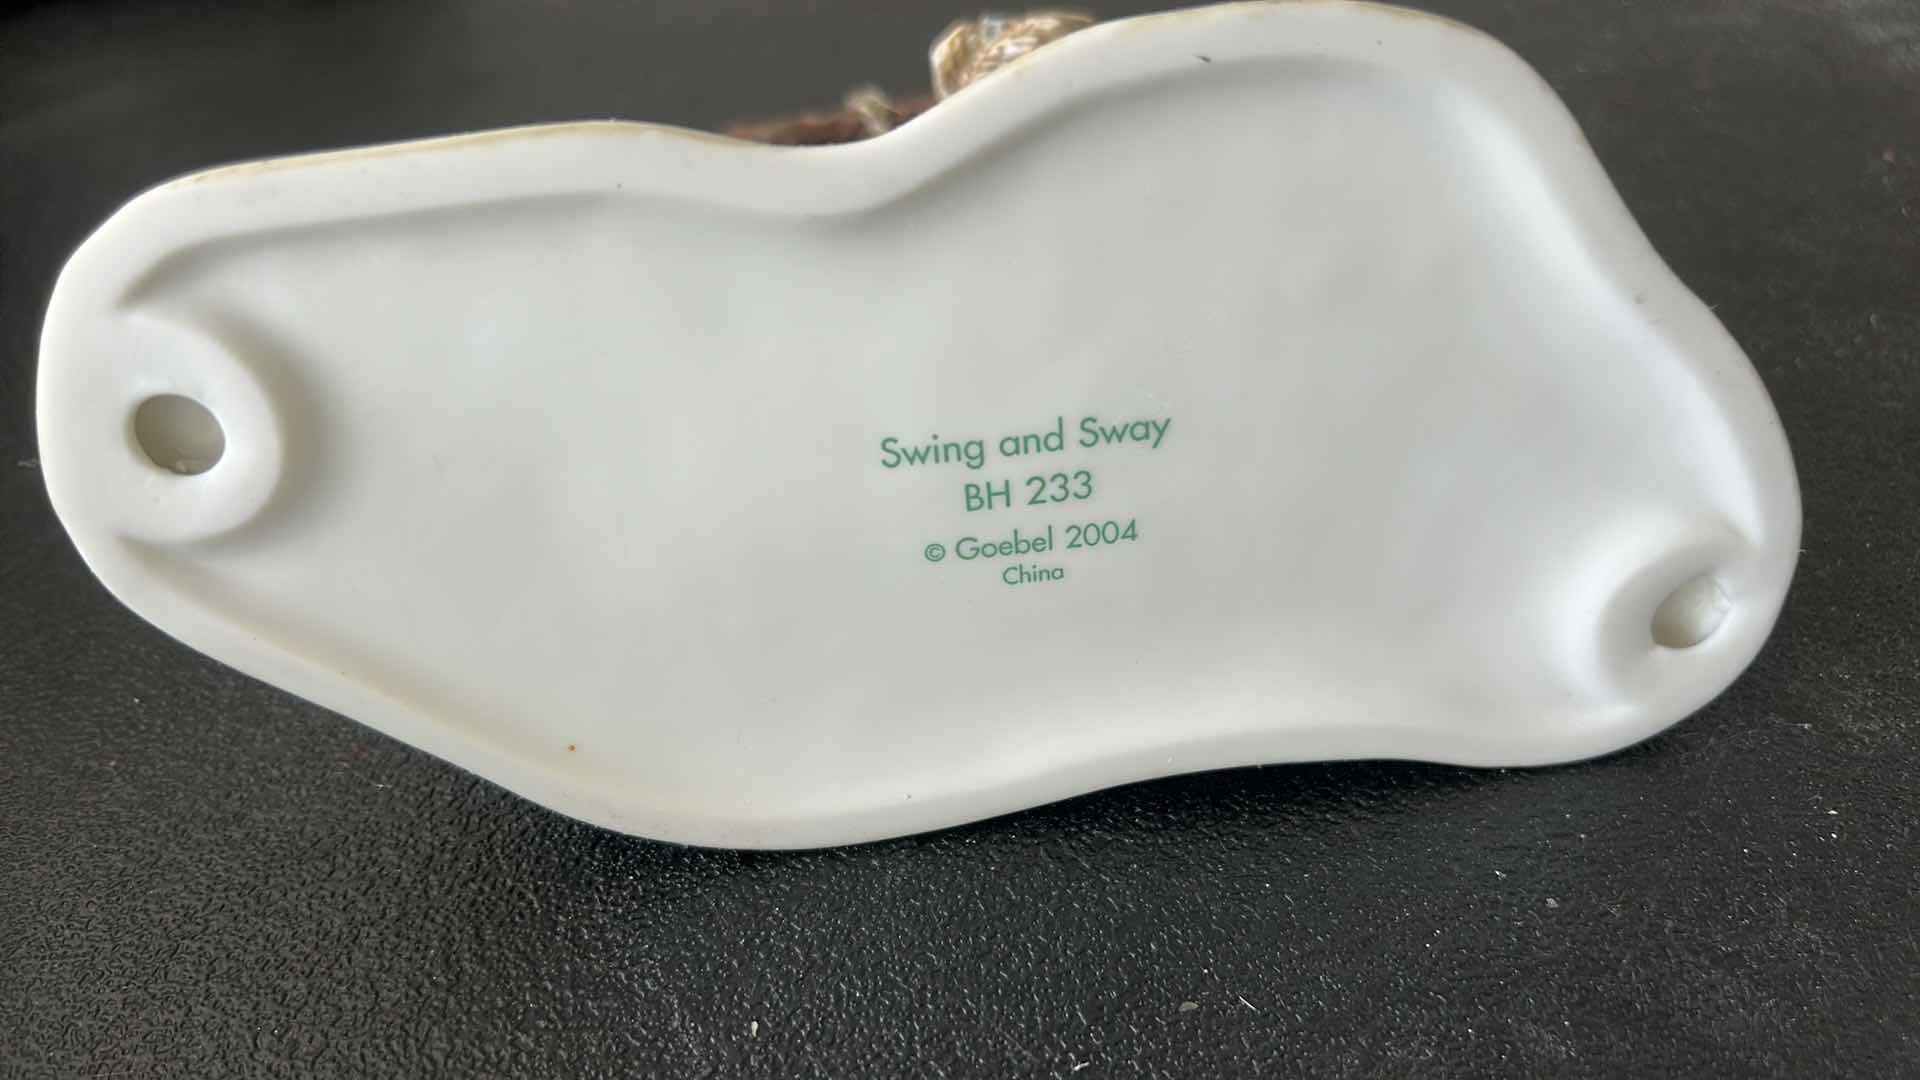 Swing and Sway
BH 233
© Goebel 2004
China